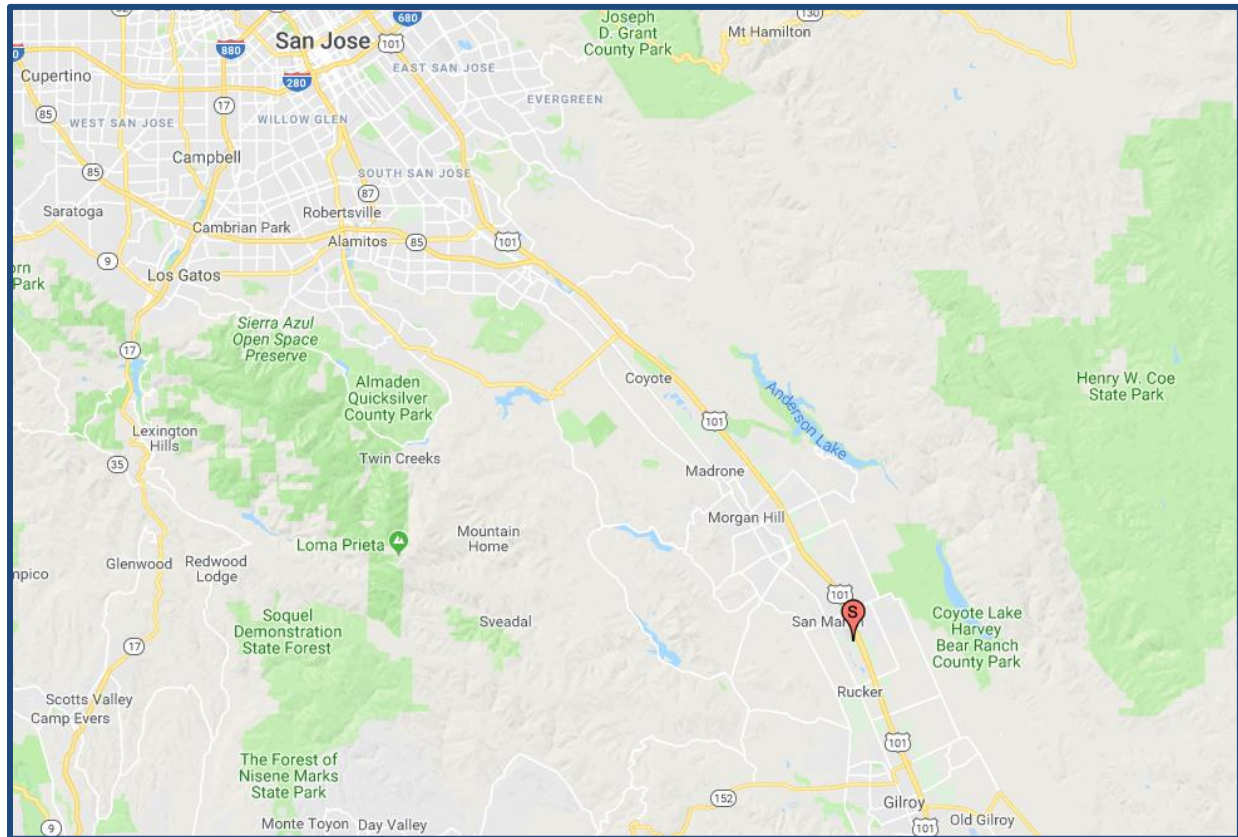 Joseph
D. Grant
County Park
130
Mt Hamilton
680
San Jose
101
880
Cupertino
280
EAST SAN JOSE
EVERGREEN
17
85
WEST SAN JOSE
WILLOW GLEN
Campbell
85
SOUTH SAN JOSE
87
Saratoga
Robertsville
Cambrian Park
Alamitos
85
101
9
Los Gatos
Park
Sierra Azul
Open Space
Preserve
17
Almaden
Quicksilver
County Park
Coyote
Anderson Lake
Henry W. Coe
State Park
101
Lexington
Hills
35
Twin Creeks
Madrone
Morgan Hill
Mountain
Home
Loma Prieta
Glenwood
Redwood
Lodge
101
S
San Martin
Coyote Lake
Harvey
Bear Ranch
County Park
Soquel
Demonstration
State Forest
Sveadal
17
Rucker
Scotts Valley
Camp Evers
101
The Forest of
Nisene Marks
State Park
152
Gilroy
Old Gilroy
9
Monte Toyon
Day Valley
101